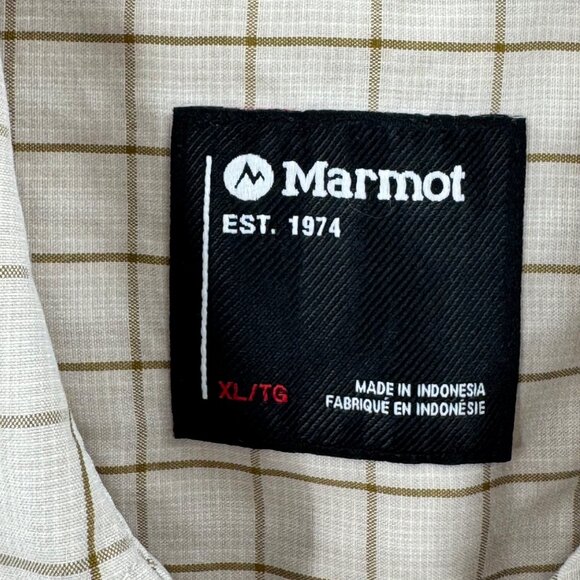 Marmot
EST. 1974
XL/TG
MADE IN INDONESIA
FABRIQUÉ EN INDONÉSIE